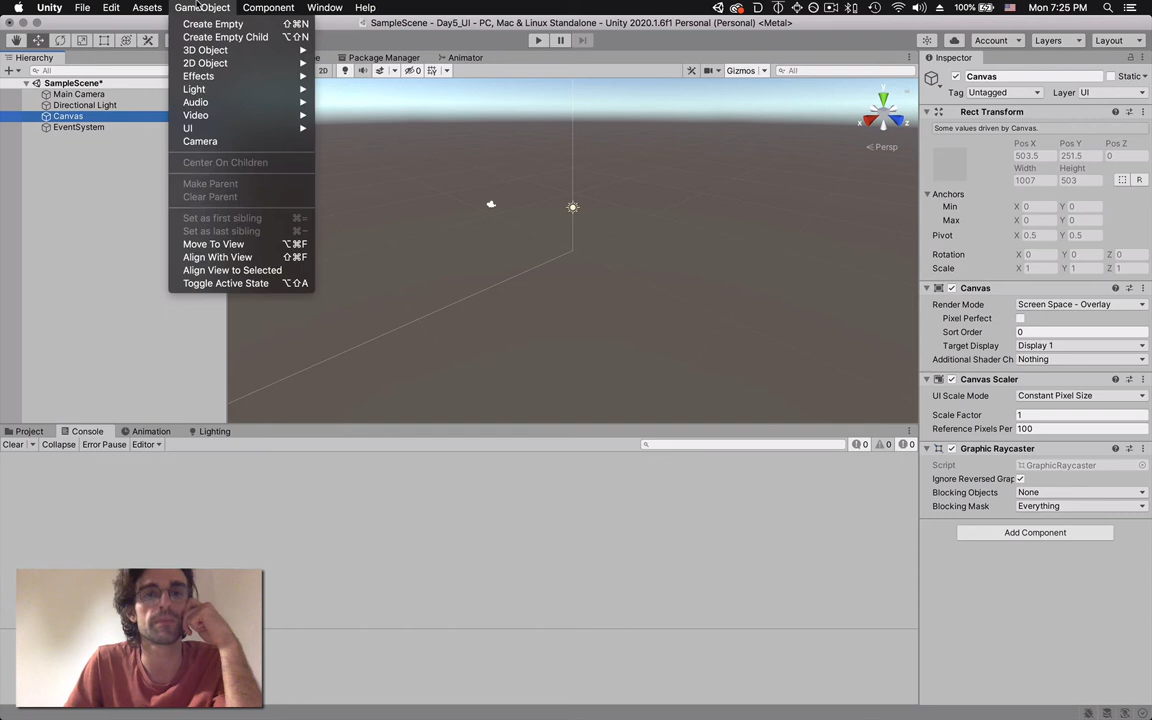 Unity File Edit Assets GameObject Component Window Help 100% Mon 7:25 PM
SampleScene - Day5_UI - PC, Mac & Linux Standalone - Unity 2020.1.6f1 Personal (Personal) <Metal>
Account Layers Layout
Create Empty ⇧⌘N
Create Empty Child ⌥⇧N
3D Object
2D Object
Effects
Light
Audio
Video
UI
Camera
Center On Children
Make Parent
Clear Parent
Set as first sibling ⌘=
Set as last sibling ⌘-
Move To View ⌥⌘F
Align With View ⇧⌘F
Align View to Selected
Toggle Active State ⌥⇧A
Hierarchy
All
SampleScene*
Main Camera
Directional Light
Canvas
EventSystem
Package Manager Animator
2D 0 Gizmos All
x z
Persp
Inspector
Canvas Static
Tag Untagged Layer UI
Rect Transform
Some values driven by Canvas.
Pos X Pos Y Pos Z
503.5 251.5 0
Width Height
1007 503 R
Anchors
Min X 0 Y 0
Max X 0 Y 0
Pivot X 0.5 Y 0.5
Rotation X 0 Y 0 Z 0
Scale X 1 Y 1 Z 1
Canvas
Render Mode Screen Space - Overlay
Pixel Perfect
Sort Order 0
Target Display Display 1
Additional Shader Ch Nothing
Canvas Scaler
UI Scale Mode Constant Pixel Size
Scale Factor 1
Reference Pixels Per 100
Graphic Raycaster
Script GraphicRaycaster
Ignore Reversed Grap
Blocking Objects None
Blocking Mask Everything
Add Component
Project Console Animation Lighting
Clear Collapse Error Pause Editor 0 0 0